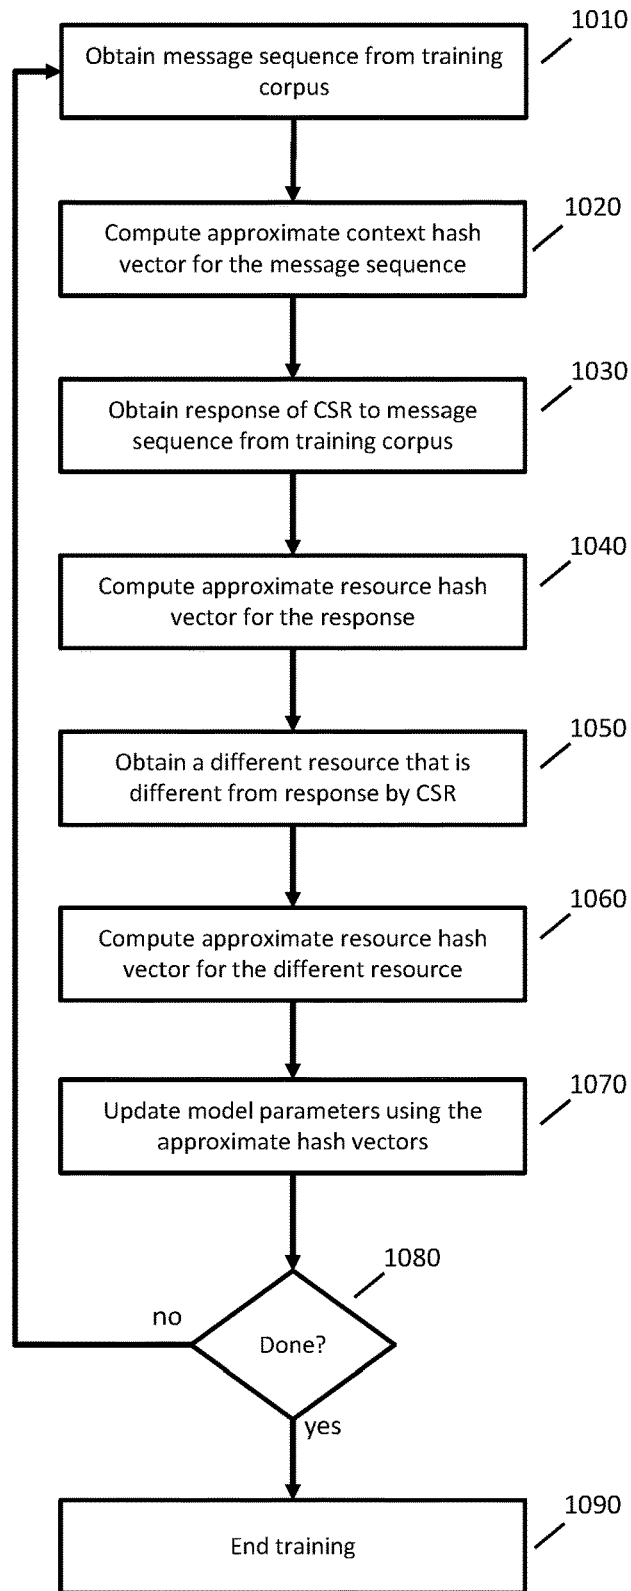 1010
Obtain message sequence from training
corpus
1020
Compute approximate context hash
vector for the message sequence
1030
Obtain response of CSR to message
sequence from training corpus
1040
Compute approximate resource hash
vector for the response
1050
Obtain a different resource that is
different from response by CSR
1060
Compute approximate resource hash
vector for the different resource
1070
Update model parameters using the
approximate hash vectors
1080
no
Done?
yes
1090
End training